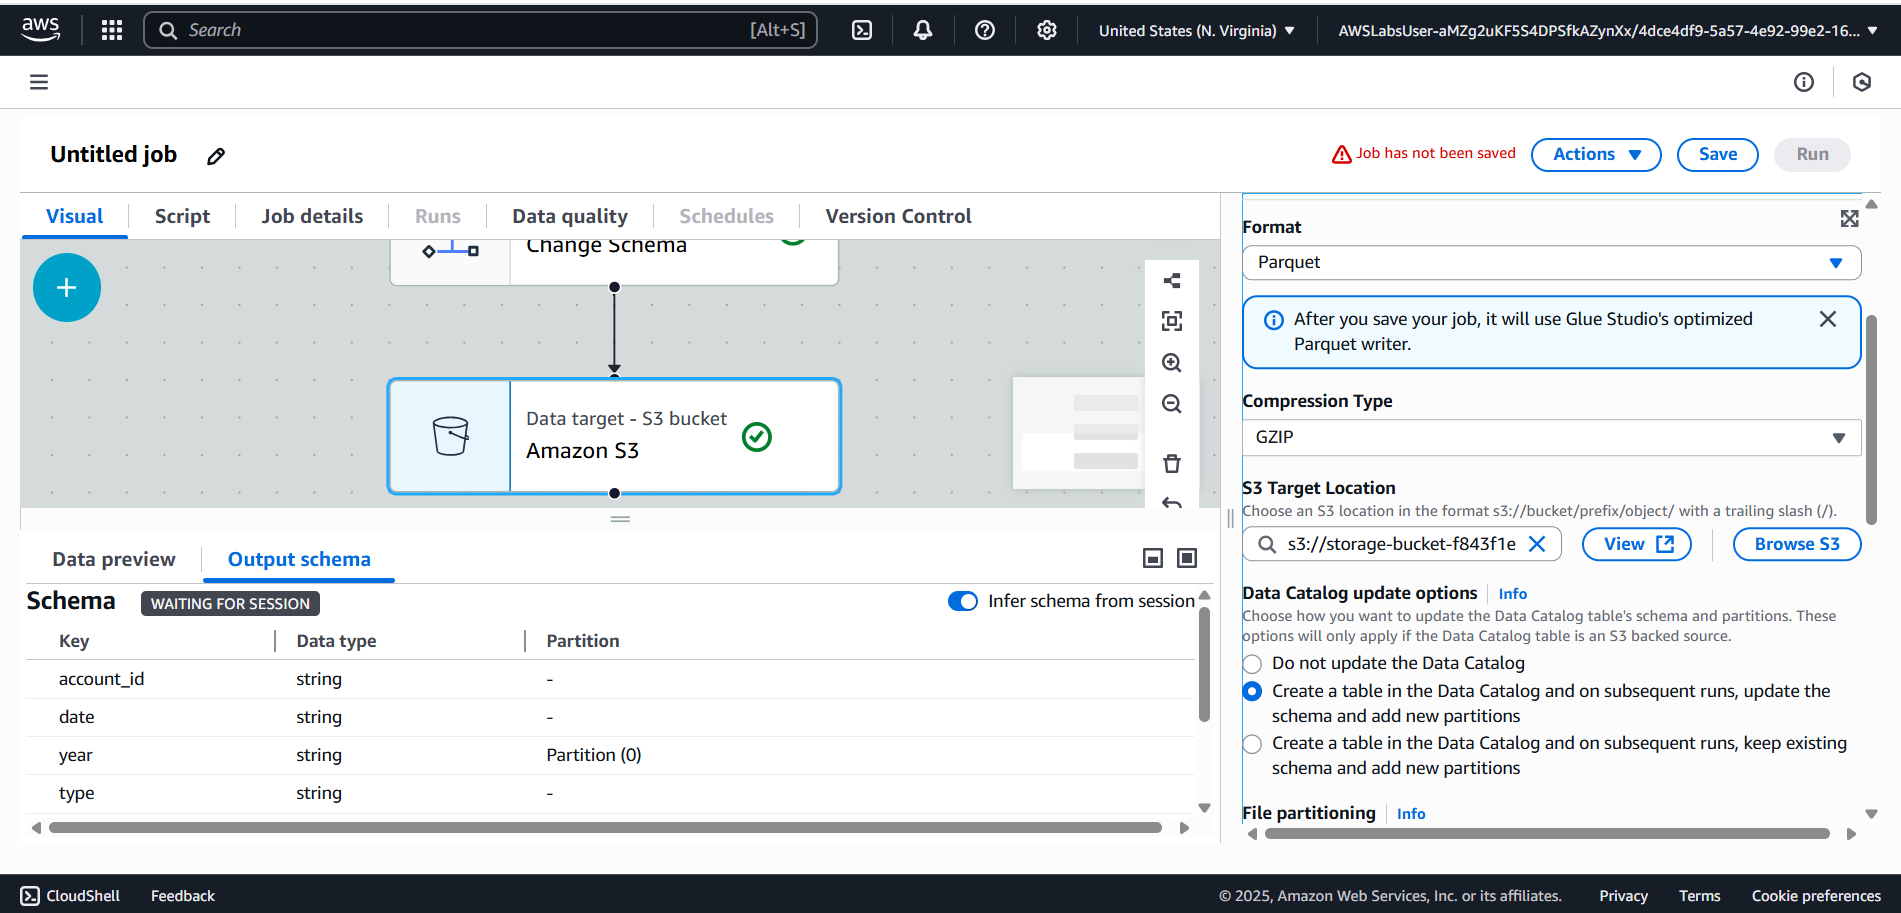 aws
Search
[Alt+S]
United States (N. Virginia)
AWSLabsUser-aMZg2uKF5S4DPSfkAZynXx/4dce4df9-5a57-4e92-99e2-16...
Untitled job
Job has not been saved
Actions
Save
Run
Visual
Script
Job details
Runs
Data quality
Schedules
Version Control
Change Schema
Data target - S3 bucket
Amazon S3
Data preview
Output schema
Schema
WAITING FOR SESSION
Infer schema from session
Key
Data type
Partition
account_id
string
-
date
string
-
year
string
Partition (0)
type
string
-
Format
Parquet
After you save your job, it will use Glue Studio's optimized
Parquet writer.
Compression Type
GZIP
S3 Target Location
Choose an S3 location in the format s3://bucket/prefix/object/ with a trailing slash (/).
s3://storage-bucket-f843f1e
View
Browse S3
Data Catalog update options
Info
Choose how you want to update the Data Catalog table's schema and partitions. These
options will only apply if the Data Catalog table is an S3 backed source.
Do not update the Data Catalog
Create a table in the Data Catalog and on subsequent runs, update the
schema and add new partitions
Create a table in the Data Catalog and on subsequent runs, keep existing
schema and add new partitions
File partitioning
Info
CloudShell
Feedback
© 2025, Amazon Web Services, Inc. or its affiliates.
Privacy
Terms
Cookie preferences